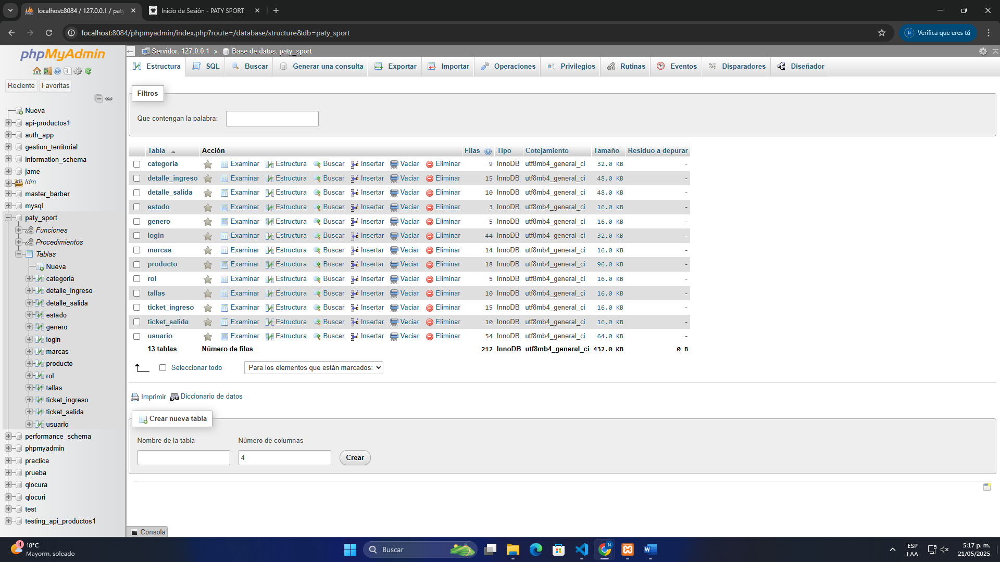 localhost:8084 / 127.0.0.1 / paty
Inicio de Sesión - PATY SPORT
localhost:8084/phpmyadmin/index.php?route=/database/structure&db=paty_sport
N Verifica que eres tú
phpMyAdmin
Reciente Favoritas
Nueva
api-productos1
auth_app
gestion_territorial
information_schema
jame
ldm
master_barber
mysql
paty_sport
Funciones
Procedimientos
Tablas
Nueva
categoria
detalle_ingreso
detalle_salida
estado
genero
login
marcas
producto
rol
tallas
ticket_ingreso
ticket_salida
usuario
performance_schema
phpmyadmin
practica
prueba
qlocura
qlocuri
test
testing_api_productos1
Servidor: 127.0.0.1 » Base de datos: paty_sport
Estructura SQL Buscar Generar una consulta Exportar Importar Operaciones Privilegios Rutinas Eventos Disparadores Diseñador
Filtros
Que contengan la palabra:
Tabla Acción Filas Tipo Cotejamiento Tamaño Residuo a depurar
categoria Examinar Estructura Buscar Insertar Vaciar Eliminar 9 InnoDB utf8mb4_general_ci 32.0 KB -
detalle_ingreso Examinar Estructura Buscar Insertar Vaciar Eliminar 15 InnoDB utf8mb4_general_ci 48.0 KB -
detalle_salida Examinar Estructura Buscar Insertar Vaciar Eliminar 10 InnoDB utf8mb4_general_ci 48.0 KB -
estado Examinar Estructura Buscar Insertar Vaciar Eliminar 3 InnoDB utf8mb4_general_ci 16.0 KB -
genero Examinar Estructura Buscar Insertar Vaciar Eliminar 5 InnoDB utf8mb4_general_ci 16.0 KB -
login Examinar Estructura Buscar Insertar Vaciar Eliminar 44 InnoDB utf8mb4_general_ci 32.0 KB -
marcas Examinar Estructura Buscar Insertar Vaciar Eliminar 14 InnoDB utf8mb4_general_ci 16.0 KB -
producto Examinar Estructura Buscar Insertar Vaciar Eliminar 18 InnoDB utf8mb4_general_ci 96.0 KB -
rol Examinar Estructura Buscar Insertar Vaciar Eliminar 5 InnoDB utf8mb4_general_ci 16.0 KB -
tallas Examinar Estructura Buscar Insertar Vaciar Eliminar 10 InnoDB utf8mb4_general_ci 16.0 KB -
ticket_ingreso Examinar Estructura Buscar Insertar Vaciar Eliminar 15 InnoDB utf8mb4_general_ci 16.0 KB -
ticket_salida Examinar Estructura Buscar Insertar Vaciar Eliminar 10 InnoDB utf8mb4_general_ci 16.0 KB -
usuario Examinar Estructura Buscar Insertar Vaciar Eliminar 54 InnoDB utf8mb4_general_ci 64.0 KB -
13 tablas Número de filas 212 InnoDB utf8mb4_general_ci 432.0 KB 0 B
Seleccionar todo Para los elementos que están marcados:
Imprimir Diccionario de datos
Crear nueva tabla
Nombre de la tabla Número de columnas
4 Crear
Consola
4 18°C
Mayorm. soleado
Buscar
ESP
LAA
5:17 p. m.
21/05/2025